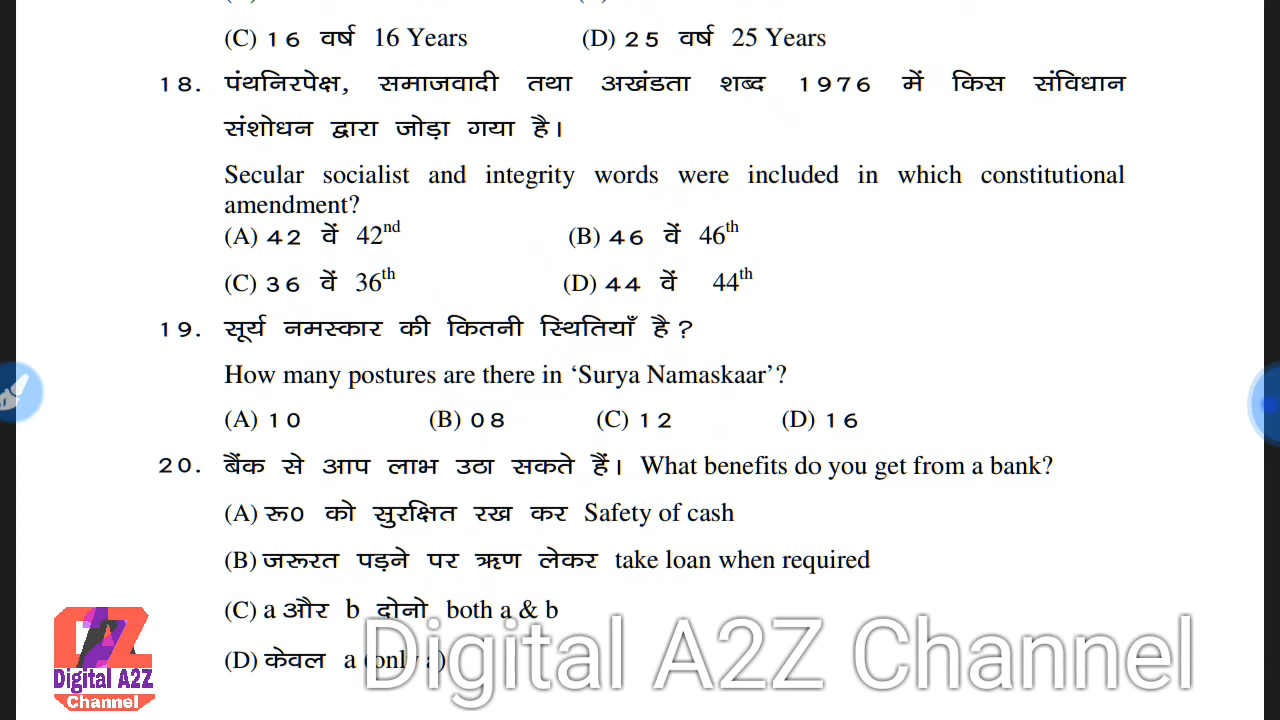 (C) 16 वर्ष 16 Years (D) 25 वर्ष 25 Years
18. पंथनिरपेक्ष, समाजवादी तथा अखंडता शब्द 1976 में किस संविधान
संशोधन द्वारा जोड़ा गया है।
Secular socialist and integrity words were included in which constitutional
amendment?
(A) 42 वें 42nd (B) 46 वें 46th
(C) 36 वें 36th (D) 44 वें 44th
19. सूर्य नमस्कार की कितनी स्थितियाँ है?
How many postures are there in ‘Surya Namaskaar’?
(A) 10 (B) 08 (C) 12 (D) 16
20. बैंक से आप लाभ उठा सकते हैं। What benefits do you get from a bank?
(A) रू0 को सुरक्षित रख कर Safety of cash
(B) जरूरत पड़ने पर ऋण लेकर take loan when required
(C) a और b दोनो both a & b
(D) केवल a (only a)
Digital A2Z Channel
Digital A2Z
Channel